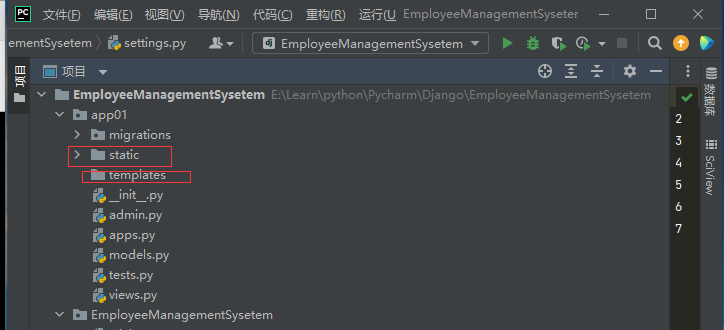 PC 文件(F) 编辑(E) 视图(V) 导航(N) 代码(C) 重构(R) 运行(U) EmployeeManagementSyseter
ementSysetem settings.py dj EmployeeManagementSysetem
项目 项目
EmployeeManagementSysetem E:\Learn\python\Pycharm\Django\EmployeeManagementSysetem
app01
migrations
static
templates
__init__.py
admin.py
apps.py
models.py
tests.py
views.py
EmployeeManagementSysetem
2
3
4
5
6
7
数据库
SciView